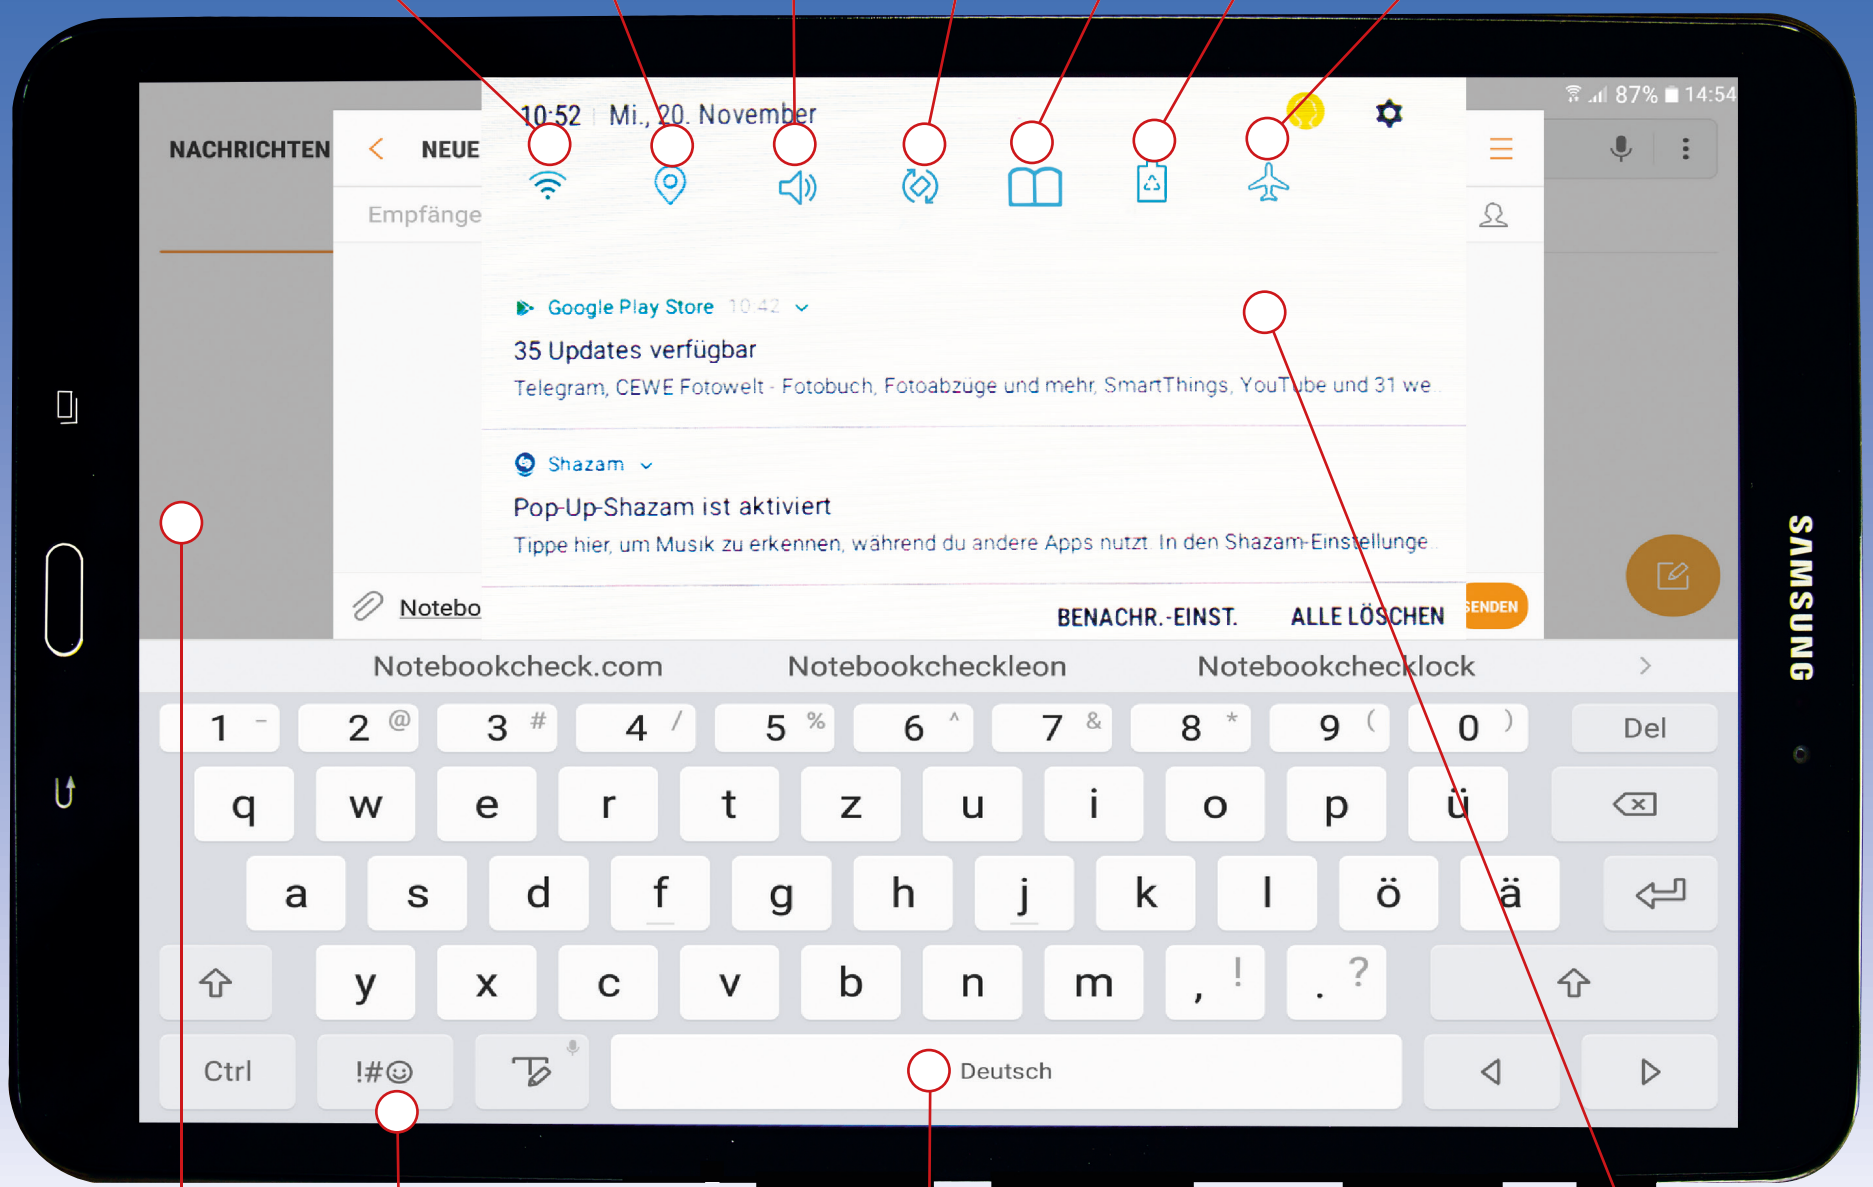 10:52 Mi., 20. November
87% 14:54
NACHRICHTEN
NEUE
Empfänge
Google Play Store 10:42
35 Updates verfügbar
Telegram, CEWE Fotowelt - Fotobuch, Fotoabzüge und mehr, SmartThings, YouTube und 31 we..
Shazam
Pop-Up-Shazam ist aktiviert
Tippe hier, um Musik zu erkennen, während du andere Apps nutzt. In den Shazam-Einstellunge..
Notebo
BENACHR.-EINST. ALLE LÖSCHEN
SENDEN
SAMSUNG
Notebookcheck.com Notebookcheckleon Notebookchecklock
1 - 2 @ 3 # 4 / 5 % 6 ^ 7 & 8 * 9 ( 0 ) Del
q w e r t z u i o p ü
a s d f g h j k l ö ä
y x c v b n m , ! . ?
Ctrl !#☺ Deutsch